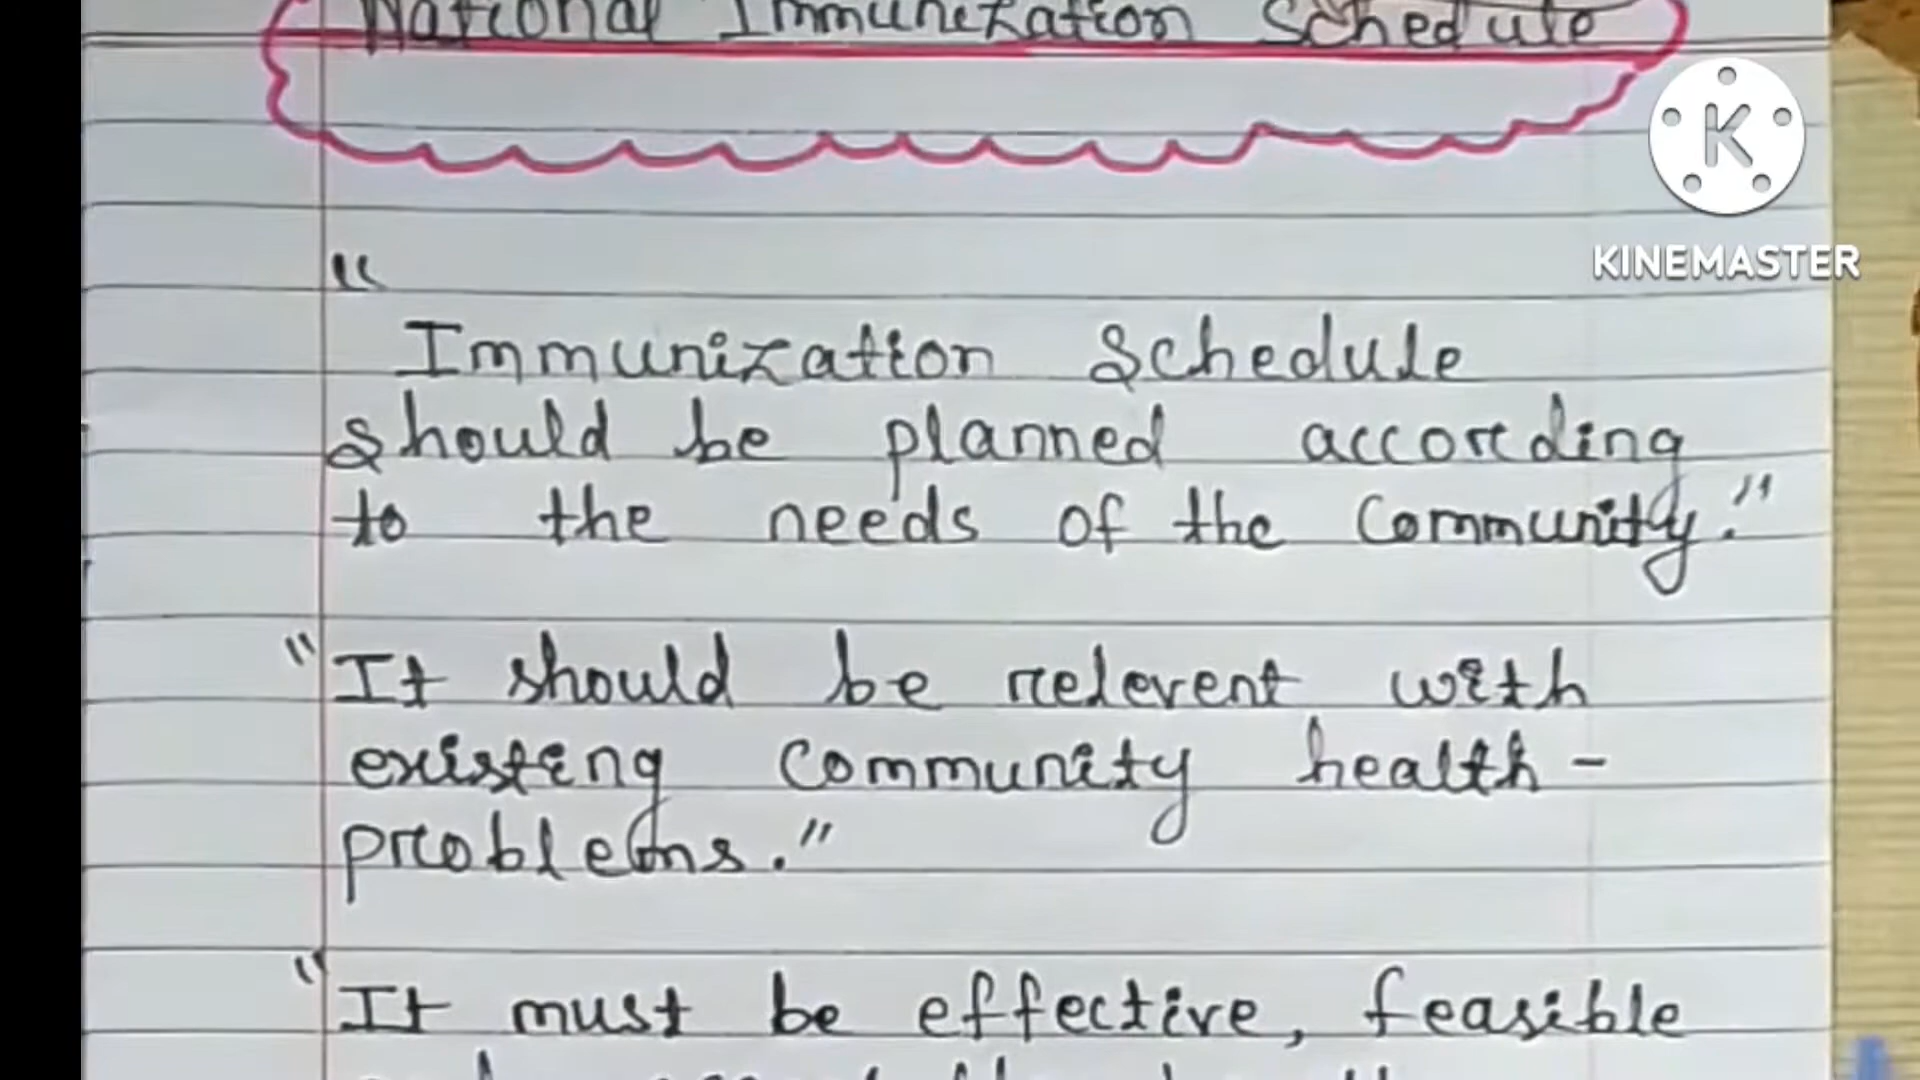 National Immunization Schedule
K
KINEMASTER
"
Immunization Schedule
should be planned according
to the needs of the Community."
"It should be relevent with
existing Community health-
problems."
"It must be effective, feasible